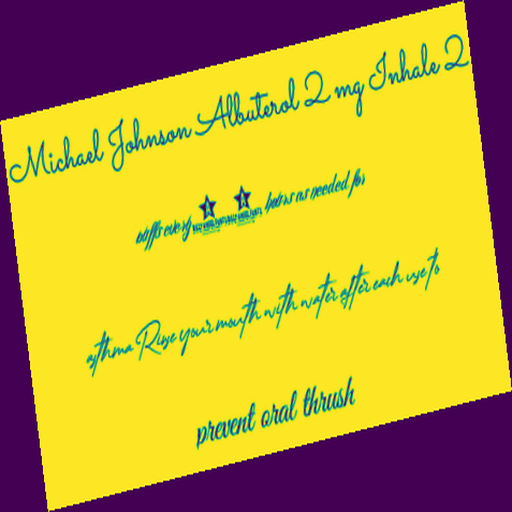 Michael Johnson Albuterol 2 mg Inhale 2
puffs every hours as needed for
asthma Rinse your mouth with water after each use to
prevent oral thrush